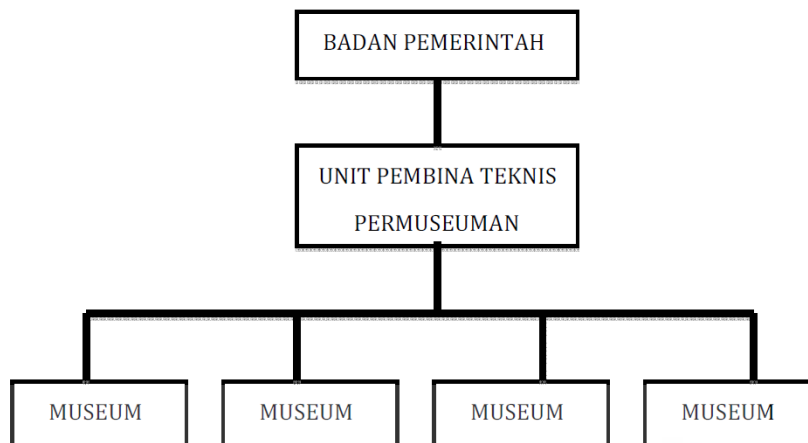 BADAN PEMERINTAH
UNIT PEMBINA TEKNIS
PERMUSEUMAN
MUSEUM
MUSEUM
MUSEUM
MUSEUM